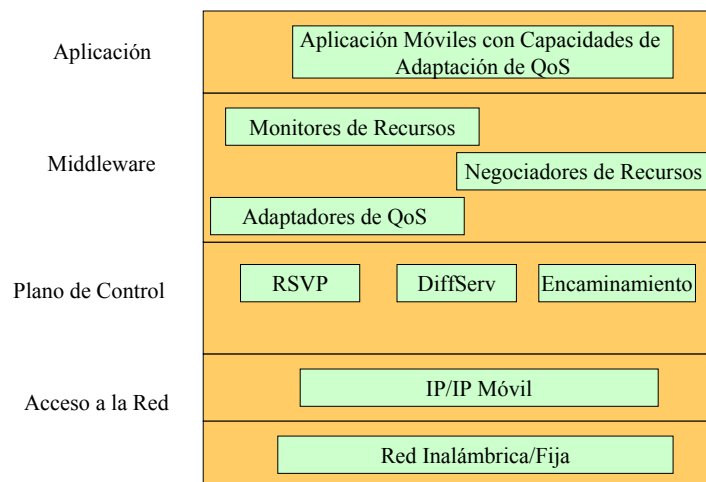 Aplicación
Aplicación Móviles con Capacidades de
Adaptación de QoS
Middleware
Monitores de Recursos
Negociadores de Recursos
Adaptadores de QoS
Plano de Control
RSVP
DiffServ
Encaminamiento
Acceso a la Red
IP/IP Móvil
Red Inalámbrica/Fija